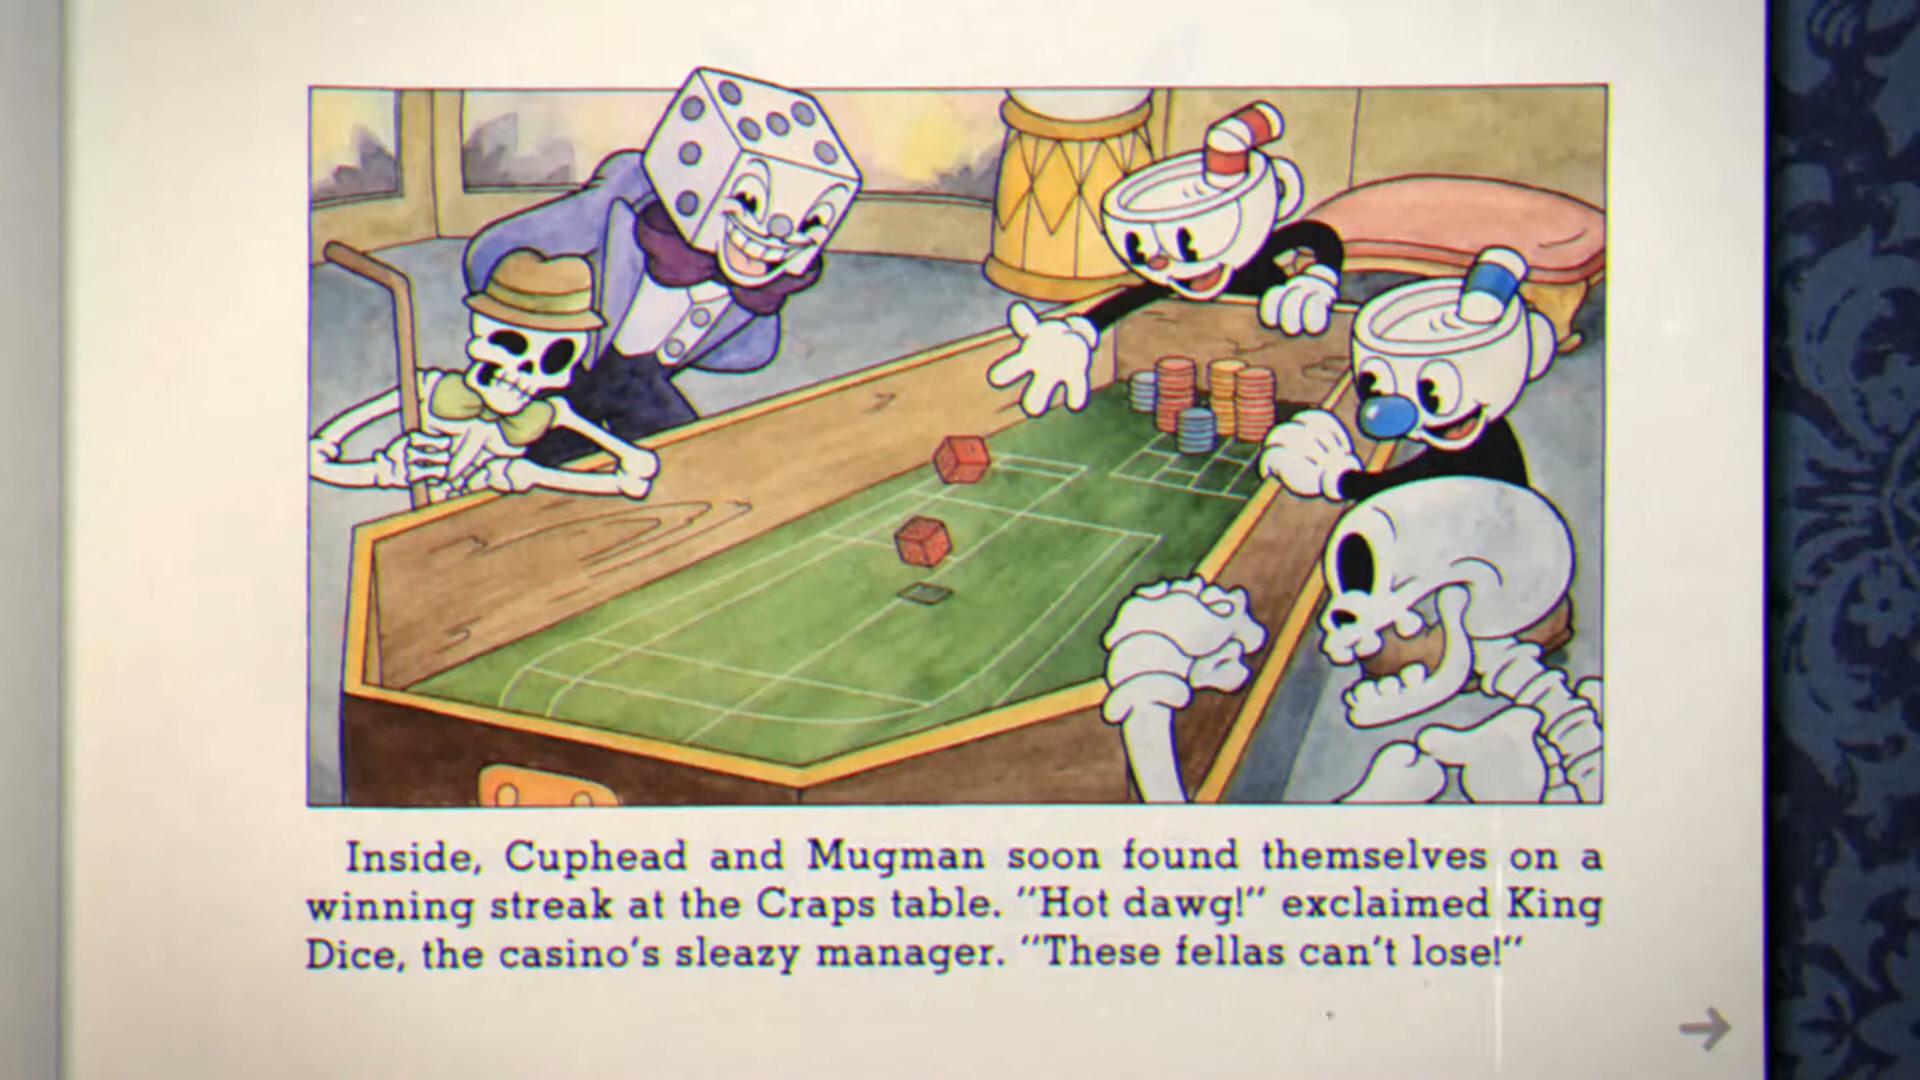 Inside, Cuphead and Mugman soon found themselves on a
winning streak at the Craps table. "Hot dawg!" exclaimed King
Dice, the casino's sleazy manager. "These fellas can't lose!"